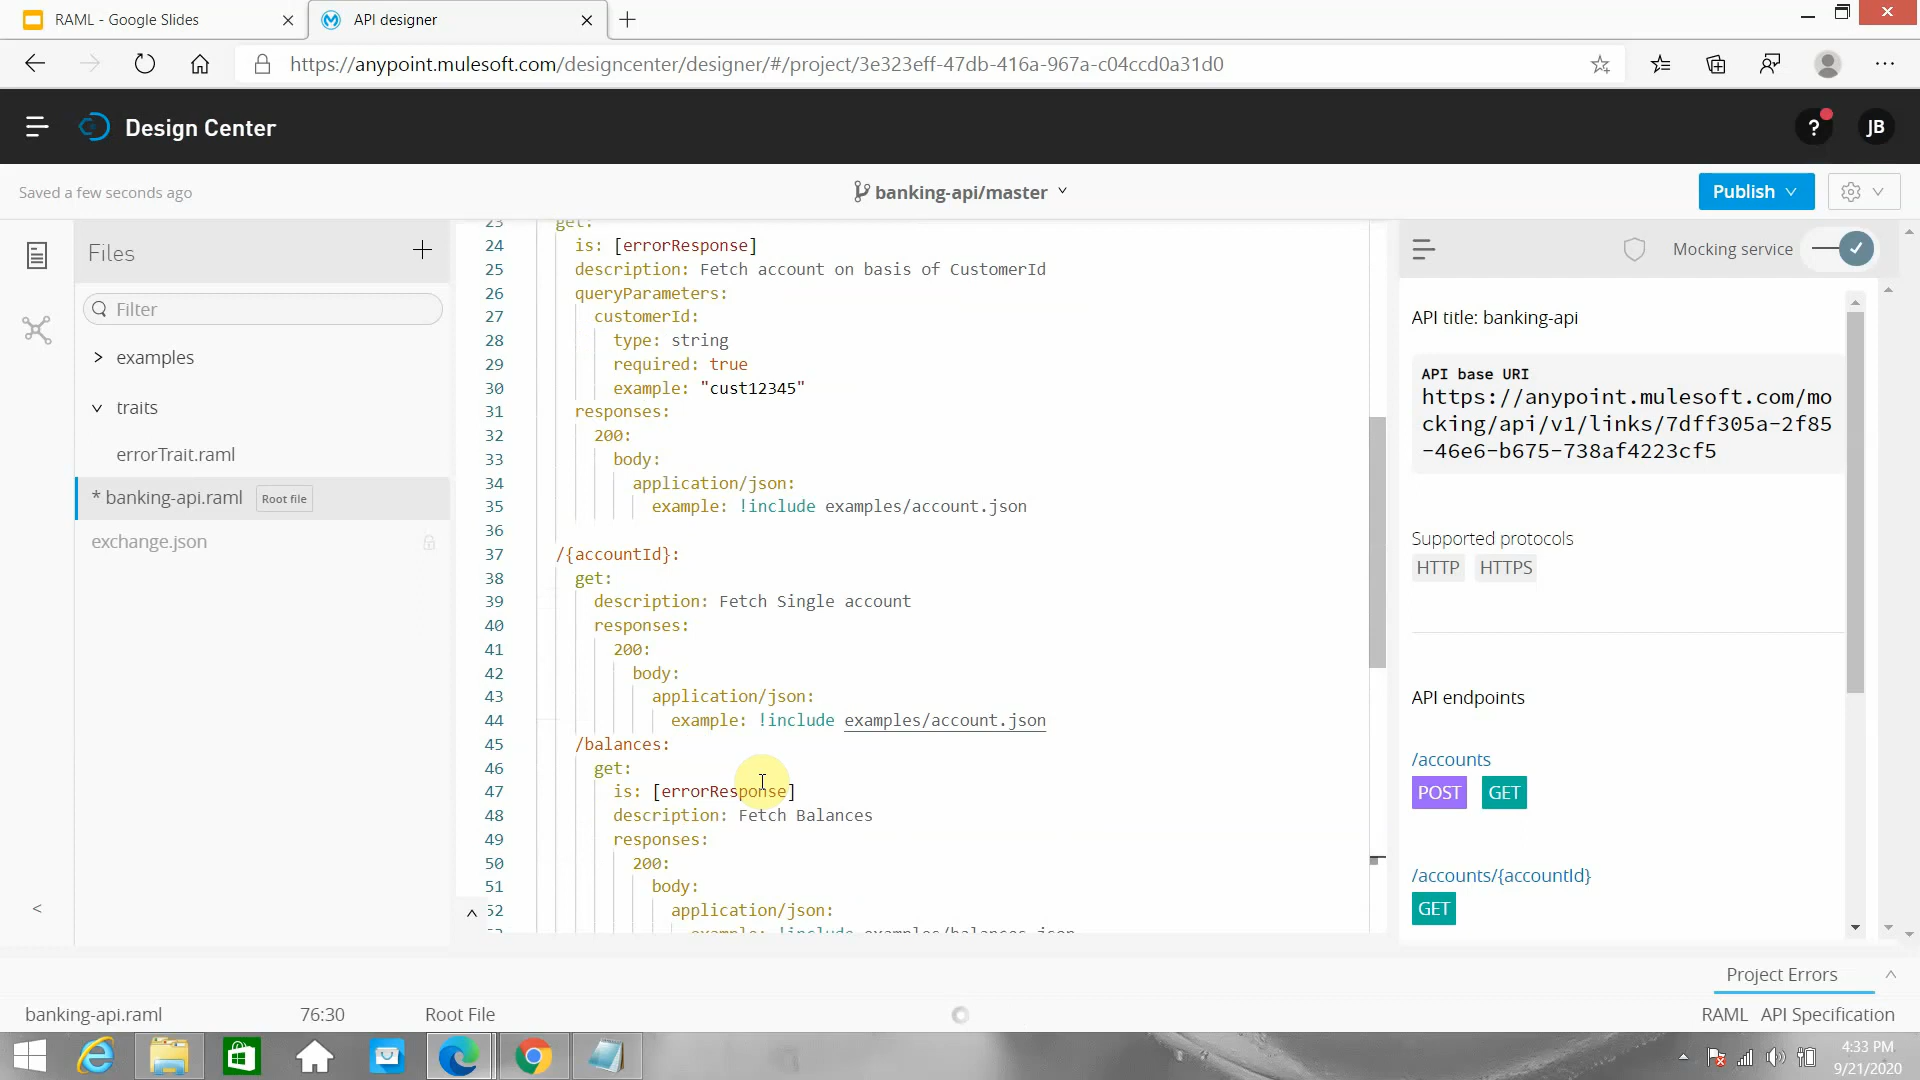 RAML - Google Slides
API designer
https://anypoint.mulesoft.com/designcenter/designer/#/project/3e323eff-47db-416a-967a-c04ccd0a31d0
Design Center
?
JB
Saved a few seconds ago
banking-api/master
Publish
Files
Filter
examples
traits
errorTrait.raml
* banking-api.raml
Root file
exchange.json
23 get:
24 is: [errorResponse]
25 description: Fetch account on basis of CustomerId
26 queryParameters:
27 customerId:
28 type: string
29 required: true
30 example: "cust12345"
31 responses:
32 200:
33 body:
34 application/json:
35 example: !include examples/account.json
36
37 /{accountId}:
38 get:
39 description: Fetch Single account
40 responses:
41 200:
42 body:
43 application/json:
44 example: !include examples/account.json
45 /balances:
46 get:
47 is: [errorResponse]
48 description: Fetch Balances
49 responses:
50 200:
51 body:
52 application/json:
example: !include examples/balances.json
Mocking service
API title: banking-api
API base URI
https://anypoint.mulesoft.com/mo
cking/api/v1/links/7dff305a-2f85
-46e6-b675-738af4223cf5
Supported protocols
HTTP HTTPS
API endpoints
/accounts
POST GET
/accounts/{accountId}
GET
Project Errors
banking-api.raml
76:30
Root File
RAML
API Specification
4:33 PM
9/21/2020